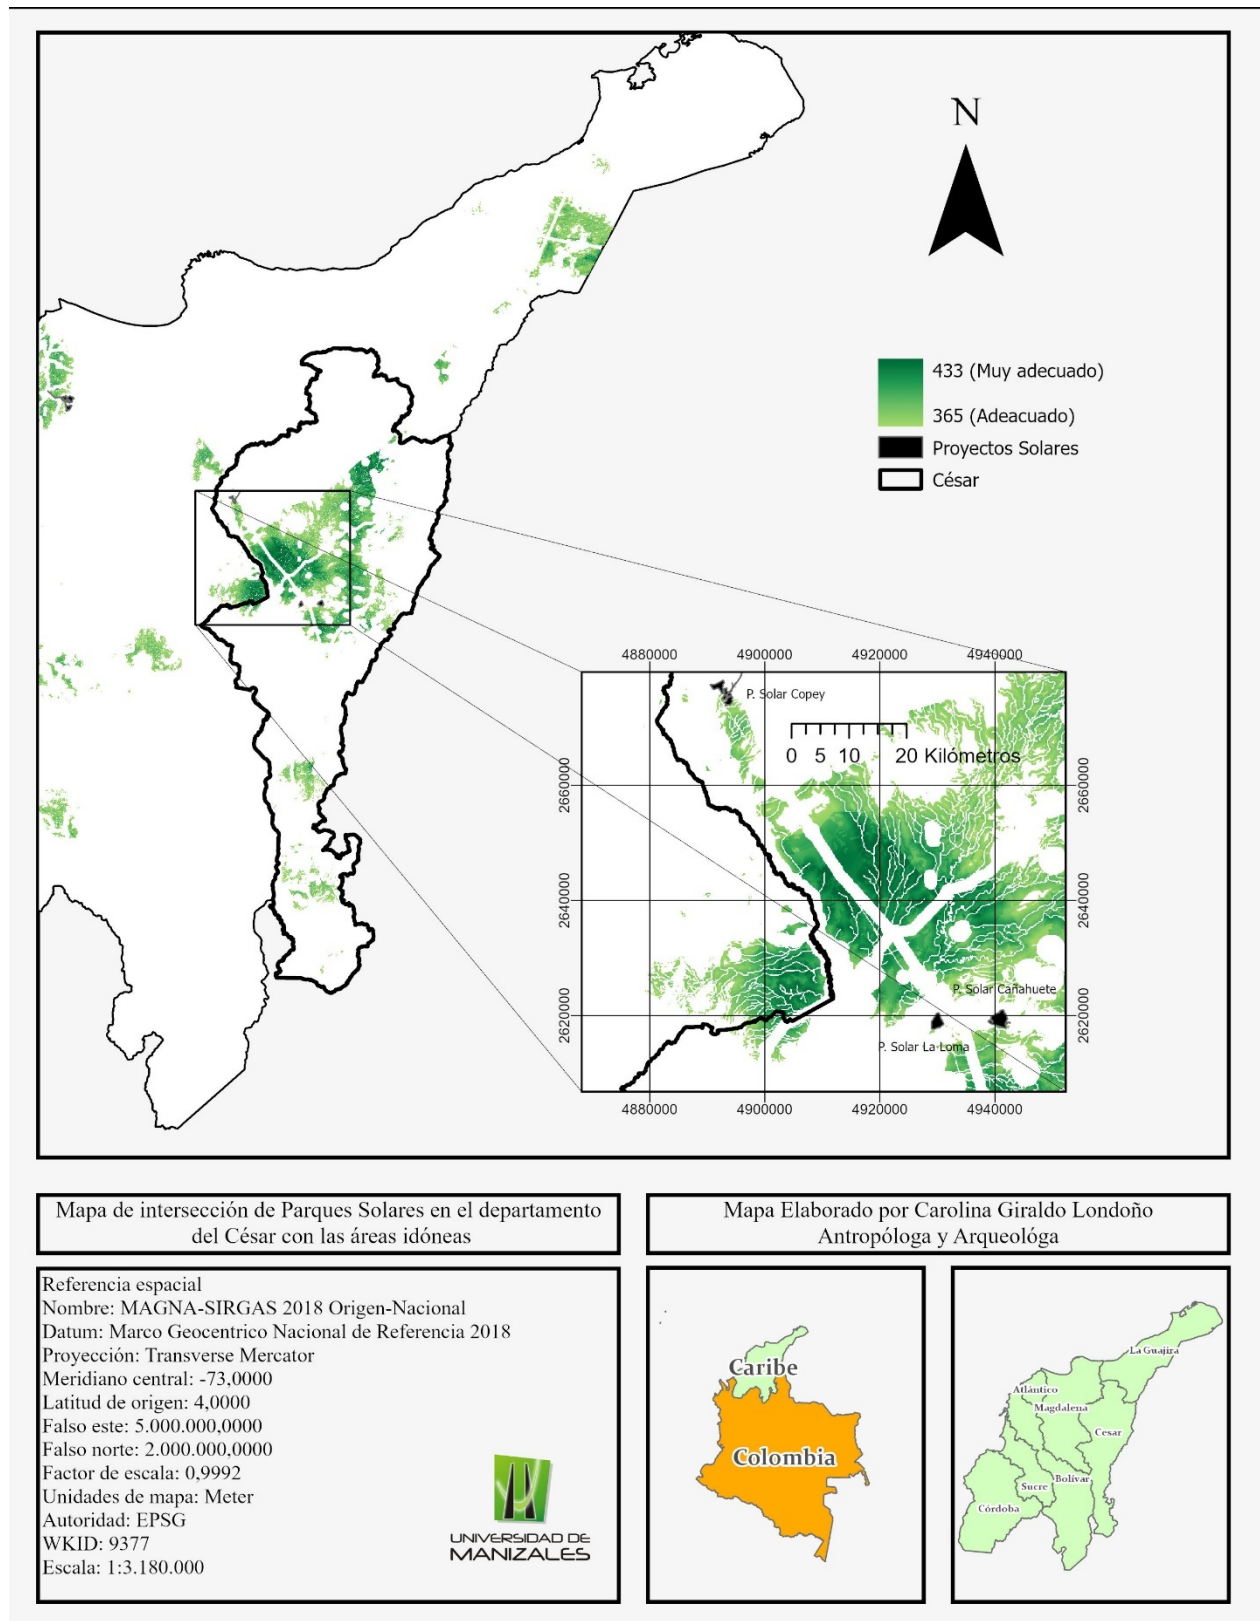 N
433 (Muy adecuado)
365 (Adeacuado)
Proyectos Solares
César
4880000 4900000 4920000 4940000
P. Solar Copey
0 5 10 20 Kilómetros
2660000 2660000
2640000 2640000
P. Solar Cañahuete
2620000 2620000
P. Solar La Loma
4880000 4900000 4920000 4940000
Mapa de intersección de Parques Solares en el departamento
del César con las áreas idóneas
Mapa Elaborado por Carolina Giraldo Londoño
Antropóloga y Arqueológa
Referencia espacial
Nombre: MAGNA-SIRGAS 2018 Origen-Nacional
Datum: Marco Geocentrico Nacional de Referencia 2018
Proyección: Transverse Mercator
Meridiano central: -73,0000
Latitud de origen: 4,0000
Falso este: 5.000.000,0000
Falso norte: 2.000.000,0000
Factor de escala: 0,9992
Unidades de mapa: Meter
Autoridad: EPSG
WKID: 9377
Escala: 1:3.180.000
UNIVERSIDAD DE
MANIZALES
Caribe
Colombia
La Guajira
Atlántico
Magdalena
Cesar
Bolívar
Sucre
Córdoba